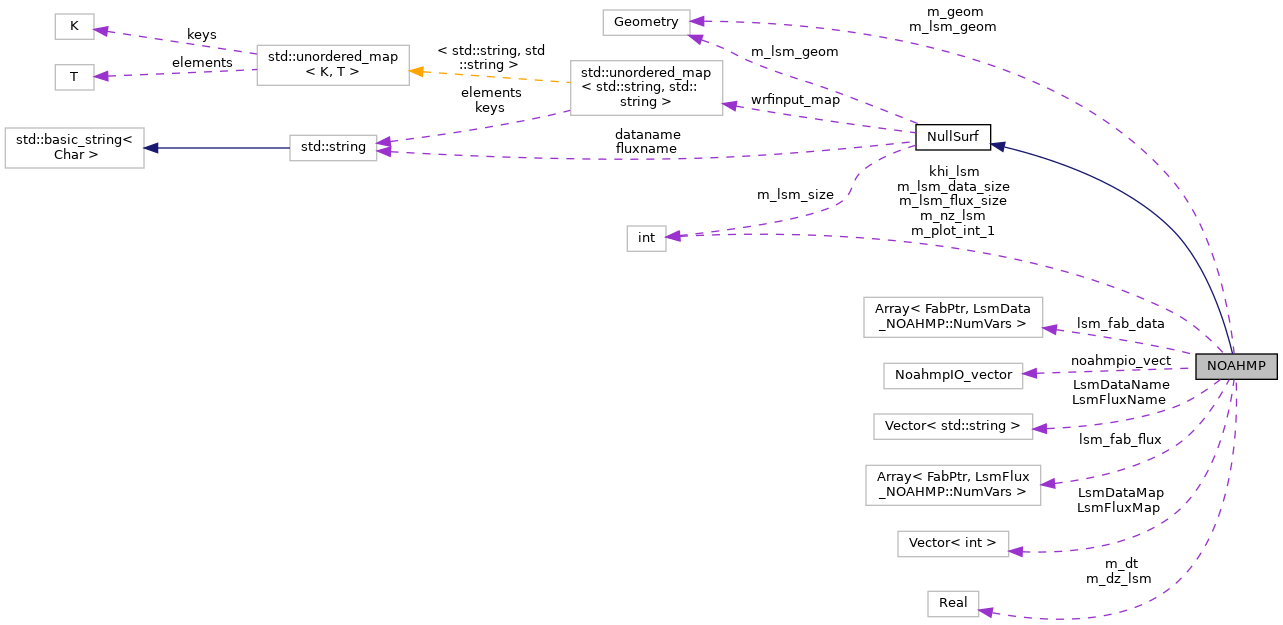 K
keys
T
elements
std::unordered_map
< K, T >
< std::string, std
::string >
std::unordered_map
< std::string, std::
string >
elements
keys
std::basic_string<
Char >
std::string
dataname
fluxname
Geometry
m_geom
m_lsm_geom
m_lsm_geom
wrfinput_map
NullSurf
m_lsm_size
int
khi_lsm
m_lsm_data_size
m_lsm_flux_size
m_nz_lsm
m_plot_int_1
Array< FabPtr, LsmData
_NOAHMP::NumVars >
lsm_fab_data
NOAHMP
NoahmpIO_vector
noahmpio_vect
LsmDataName
LsmFluxName
Vector< std::string >
lsm_fab_flux
Array< FabPtr, LsmFlux
_NOAHMP::NumVars >
LsmDataMap
LsmFluxMap
Vector< int >
m_dt
m_dz_lsm
Real